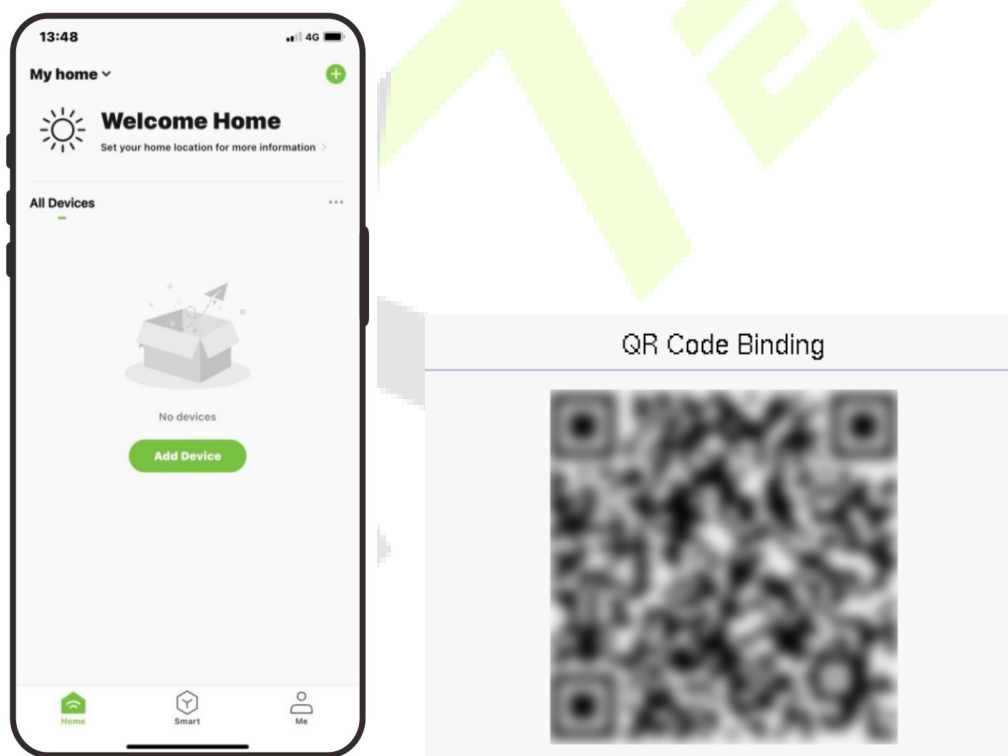 13:48
4G
My home
Welcome Home
Set your home location for more information
All Devices
No devices
Add Device
Home
Smart
Me
QR Code Binding